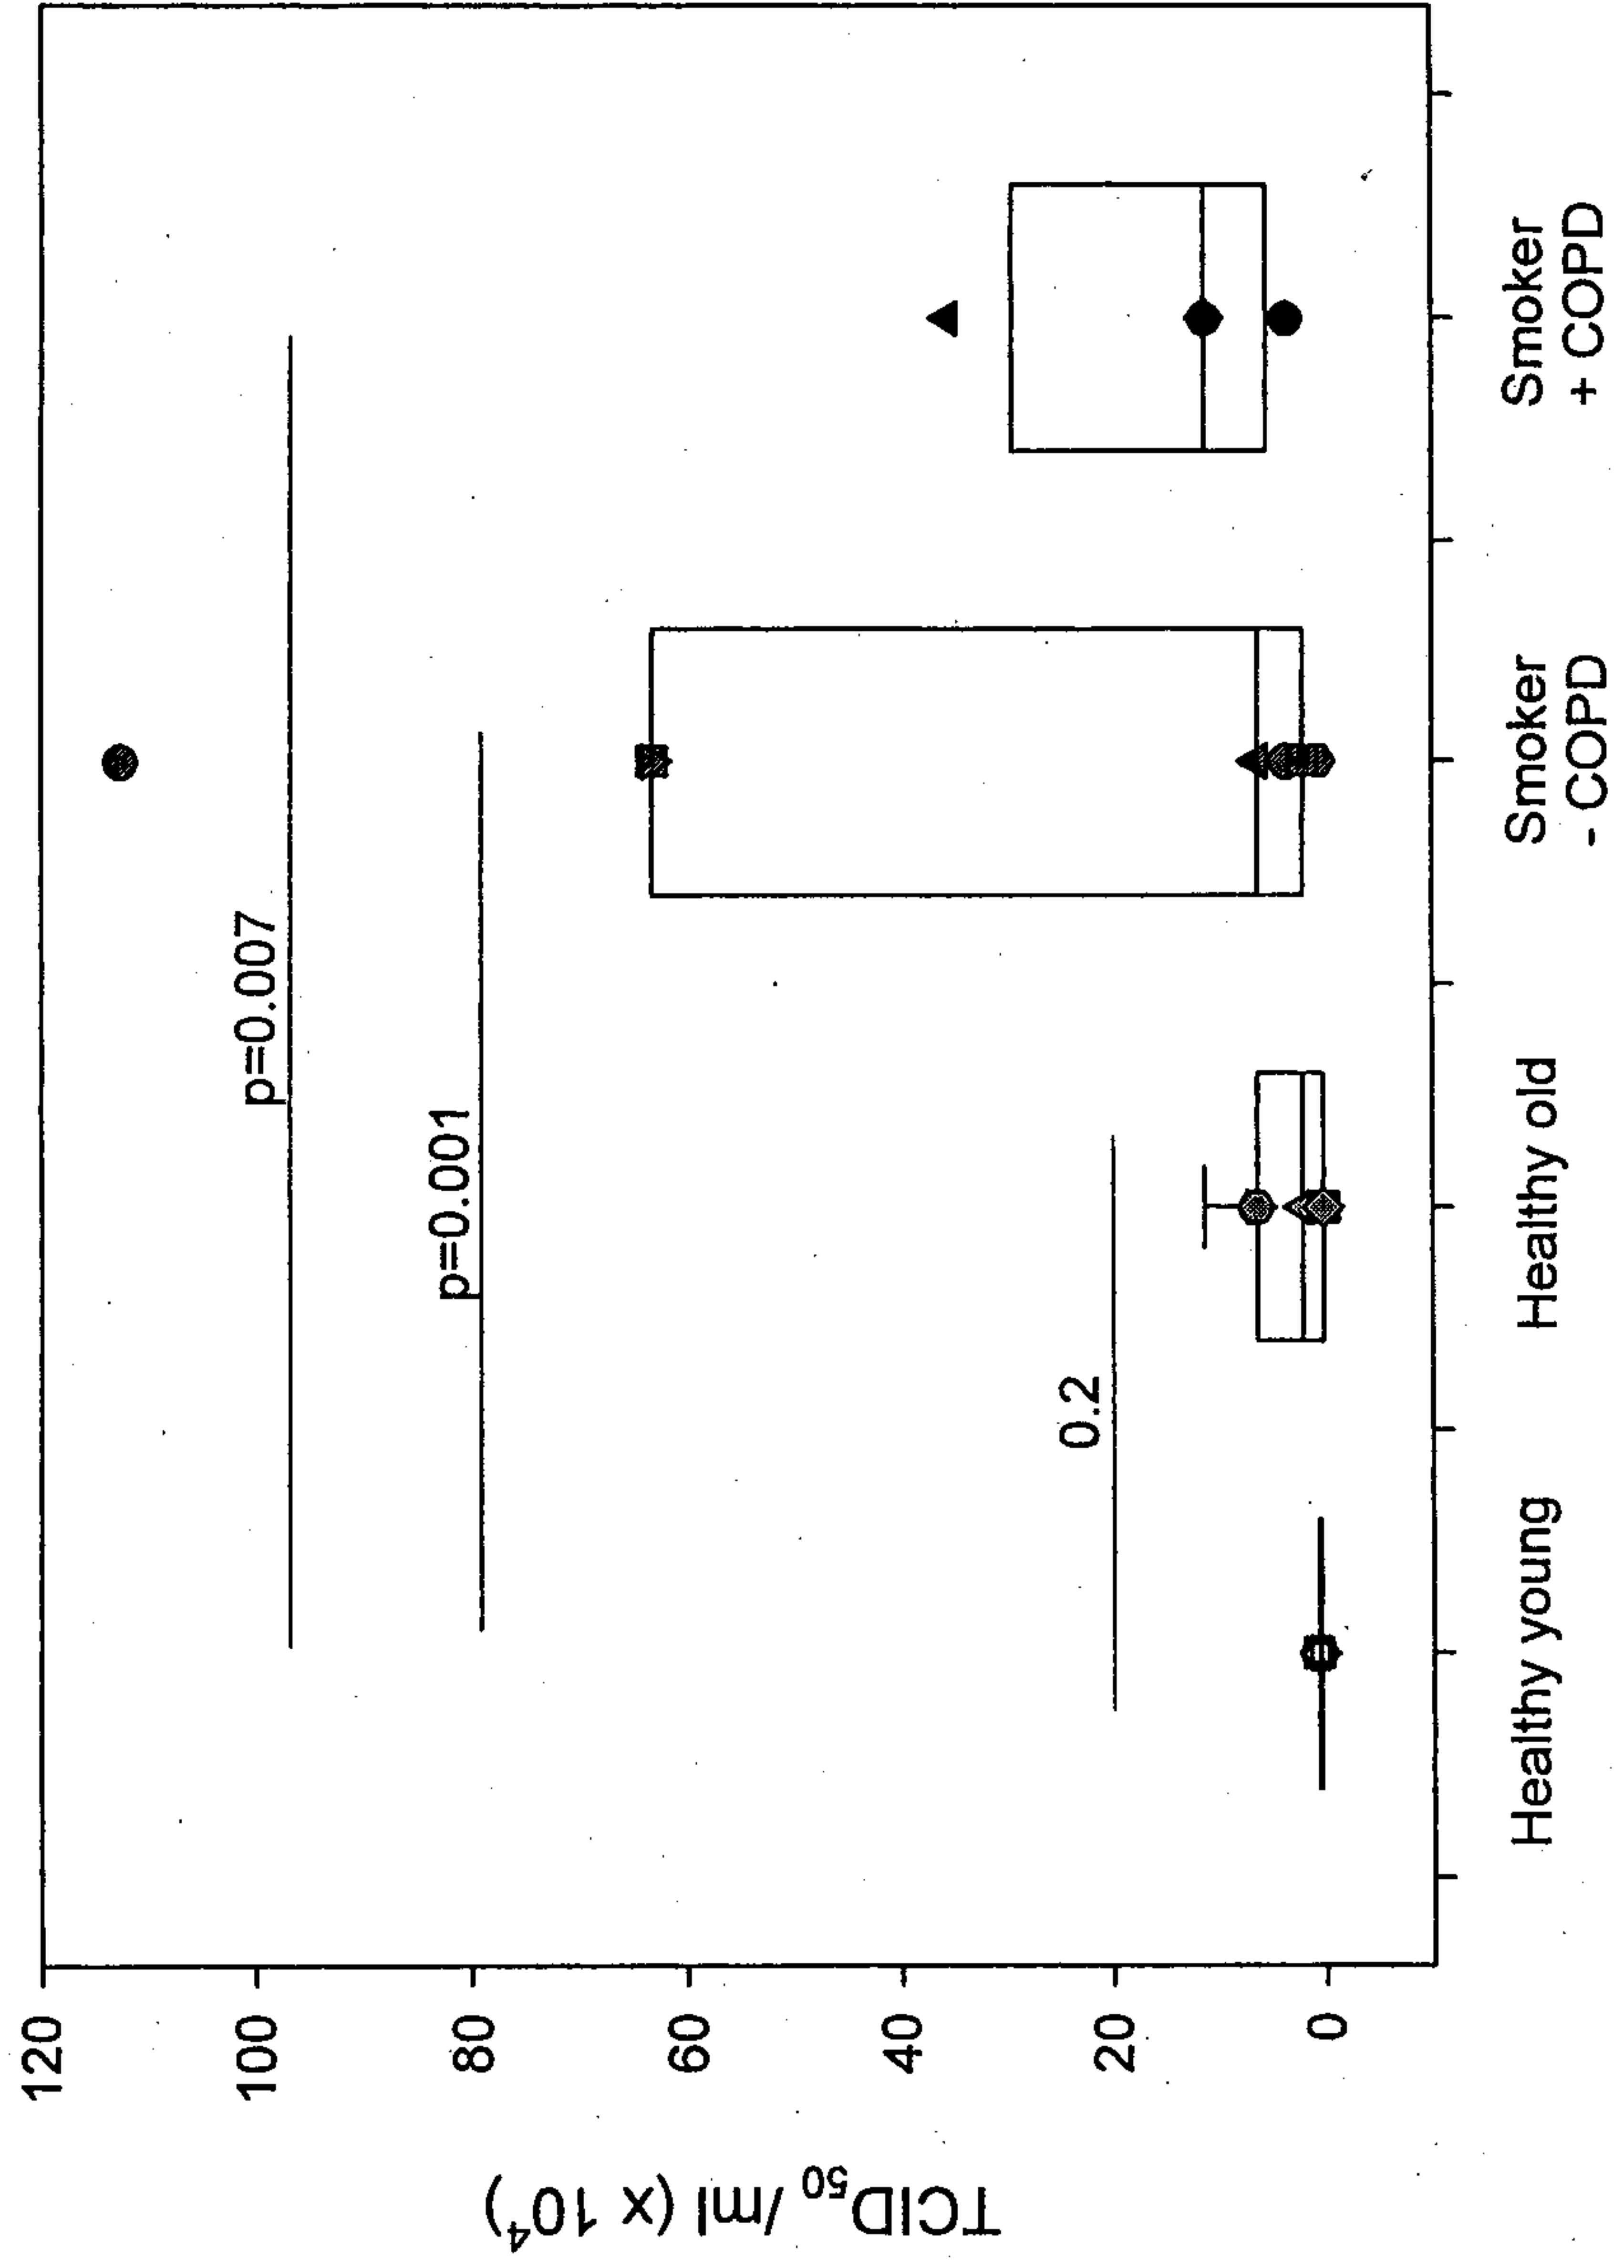 TCID50 /ml (x 10⁴)
120
100
80
60
40
20
0
p=0.007
p=0.001
0.2
Healthy young
Healthy old
Smoker
- COPD
Smoker
+ COPD